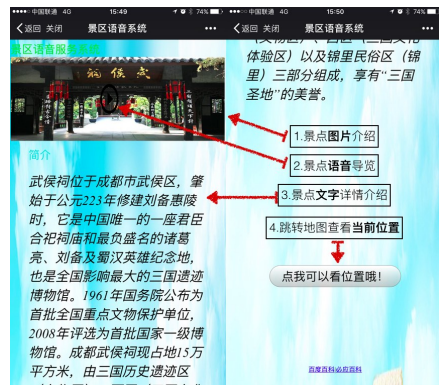 中国联通 4G 15:49 74%
返回 关闭 景区语音系统
景区语音服务系统
武侯祠
简介
武侯祠位于成都市武侯区，肇
始于公元223年修建刘备惠陵
时，它是中国唯一的一座君臣
合祀祠庙和最负盛名的诸葛
亮、刘备及蜀汉英雄纪念地，
也是全国影响最大的三国遗迹
博物馆。1961年国务院公布为
首批全国重点文物保护单位，
2008年评选为首批国家一级博
物馆。成都武侯祠现占地15万
平方米，由三国历史遗迹区
中国联通 4G 15:50 74%
返回 关闭 景区语音系统
体验区）以及锦里民俗区（锦
里）三部分组成，享有“三国
圣地”的美誉。
1.景点图片介绍
2.景点语音导览
3.景点文字详情介绍
4.跳转地图查看当前位置
点我可以看位置哦！
百度百科必应百科